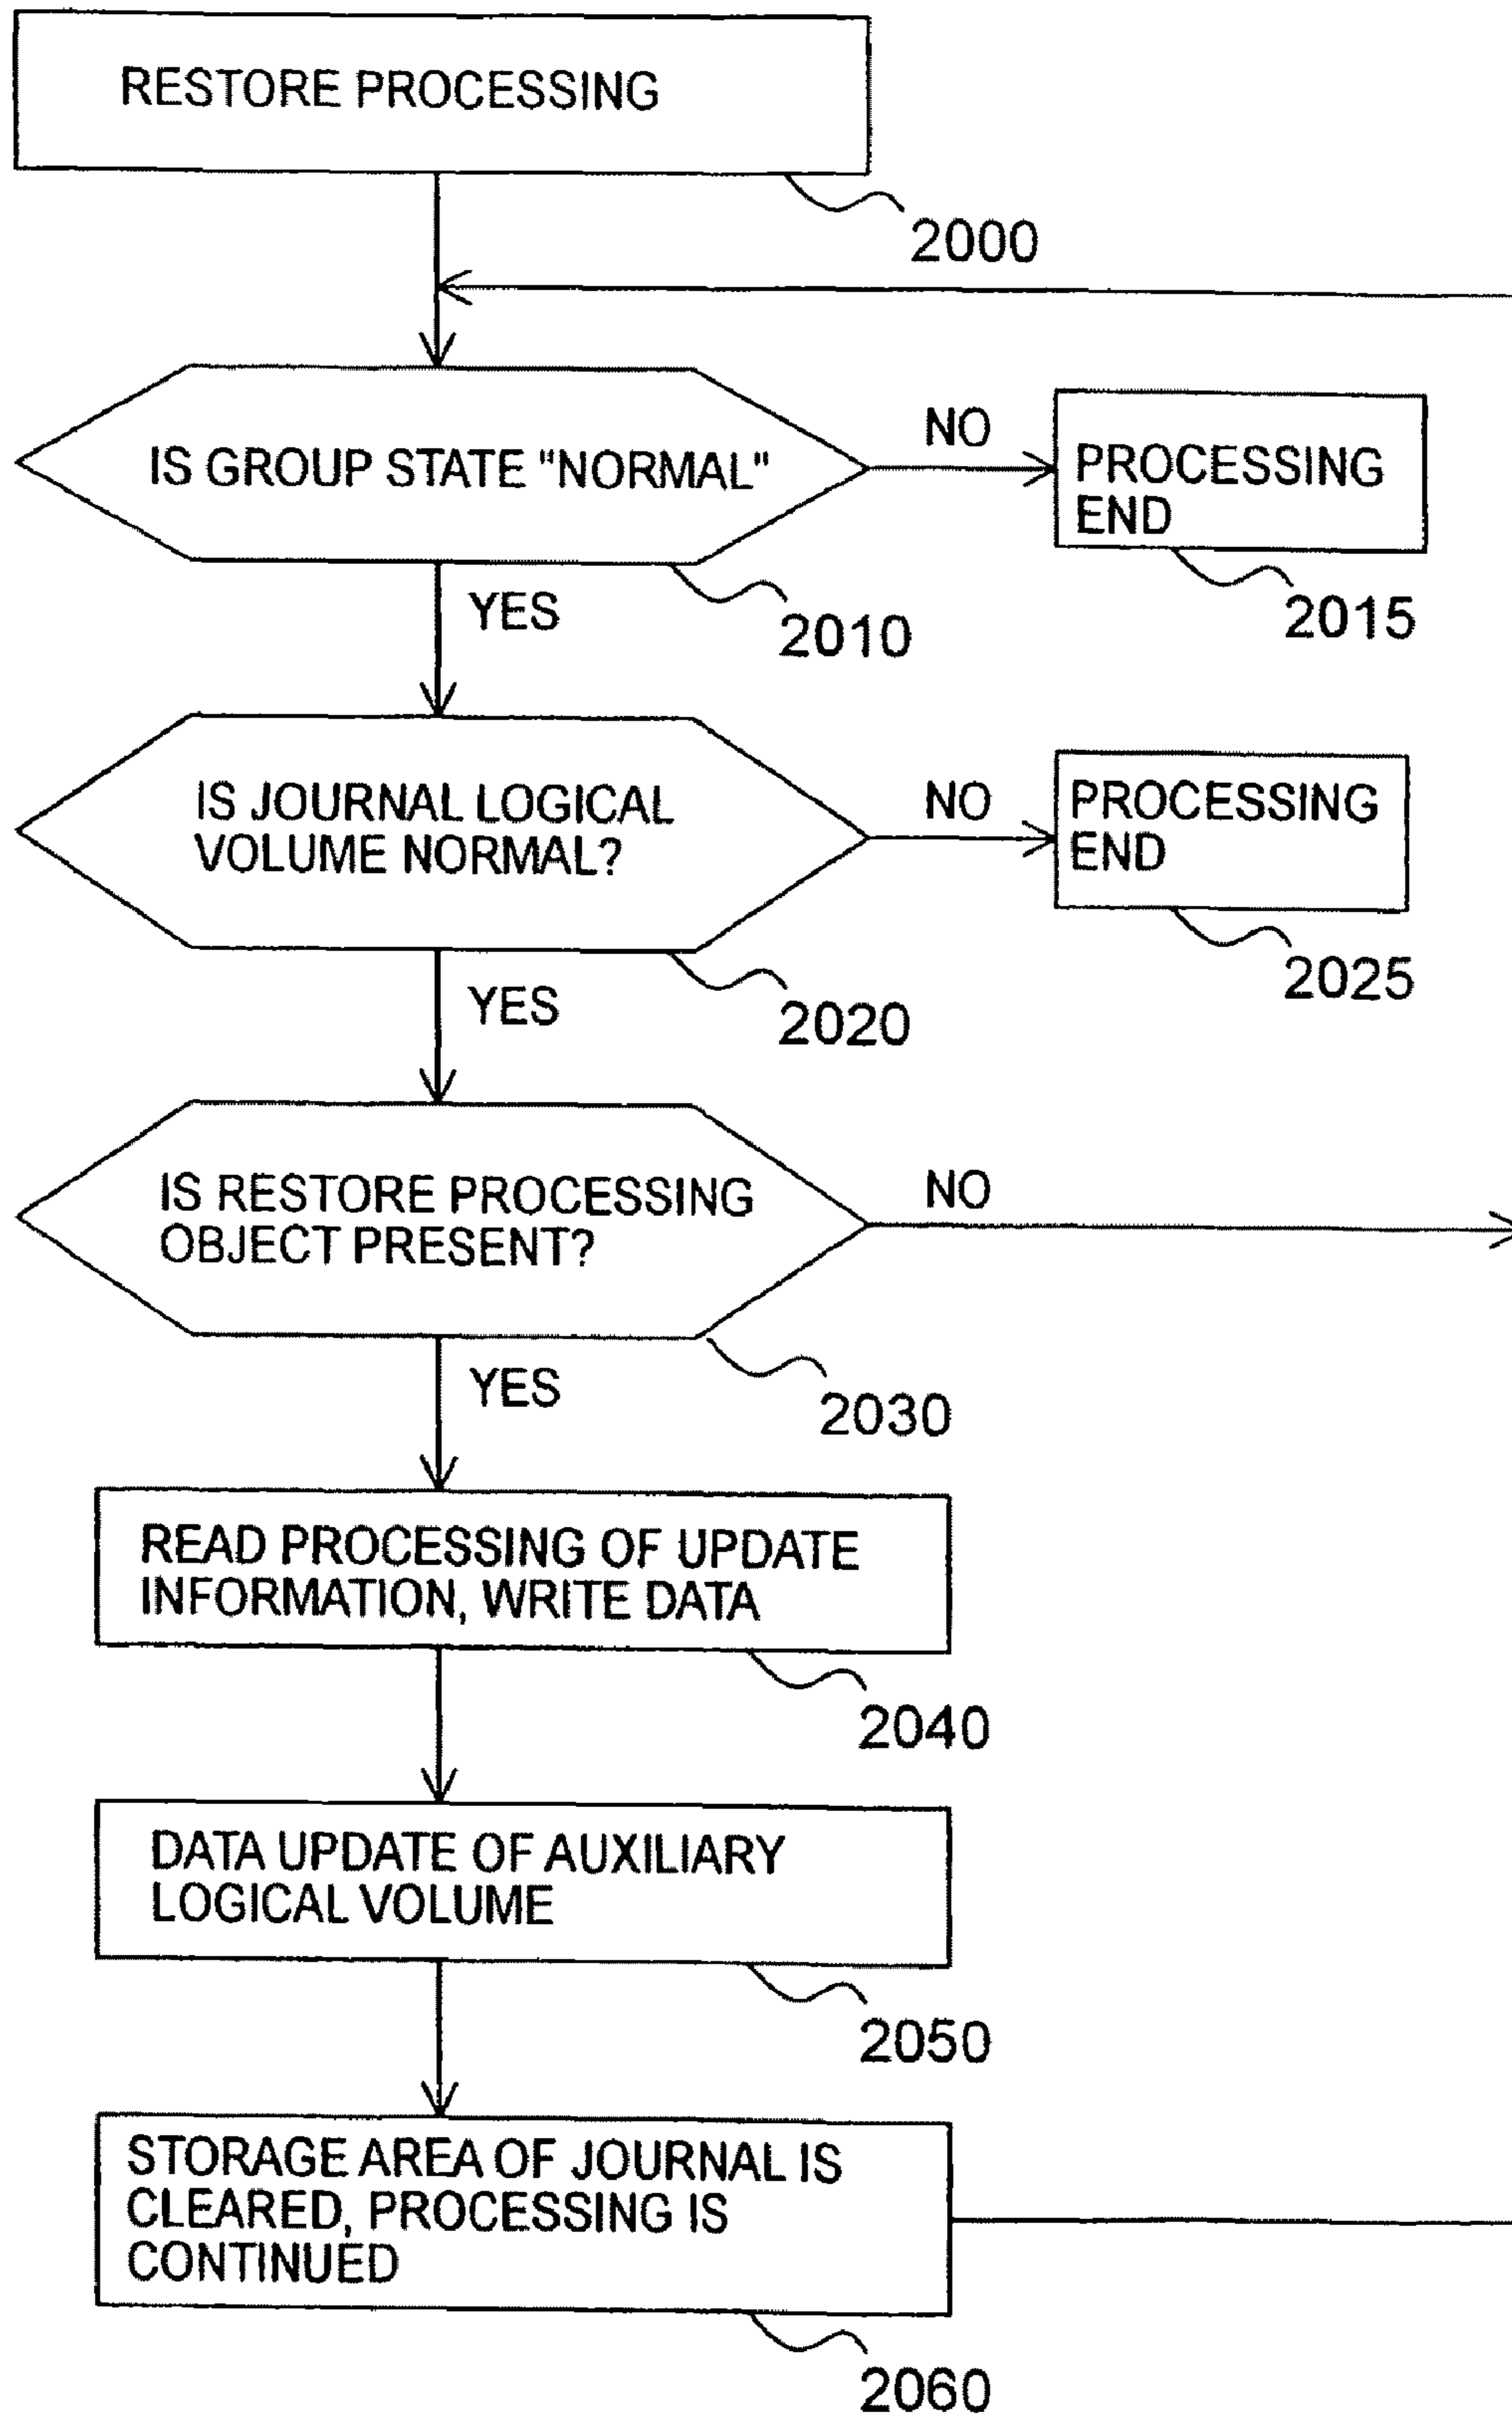 RESTORE PROCESSING
2000
IS GROUP STATE "NORMAL"
NO
PROCESSING
END
2015
YES
2010
IS JOURNAL LOGICAL
VOLUME NORMAL?
NO
PROCESSING
END
2025
YES
2020
IS RESTORE PROCESSING
OBJECT PRESENT?
NO
YES
2030
READ PROCESSING OF UPDATE
INFORMATION, WRITE DATA
2040
DATA UPDATE OF AUXILIARY
LOGICAL VOLUME
2050
STORAGE AREA OF JOURNAL IS
CLEARED, PROCESSING IS
CONTINUED
2060